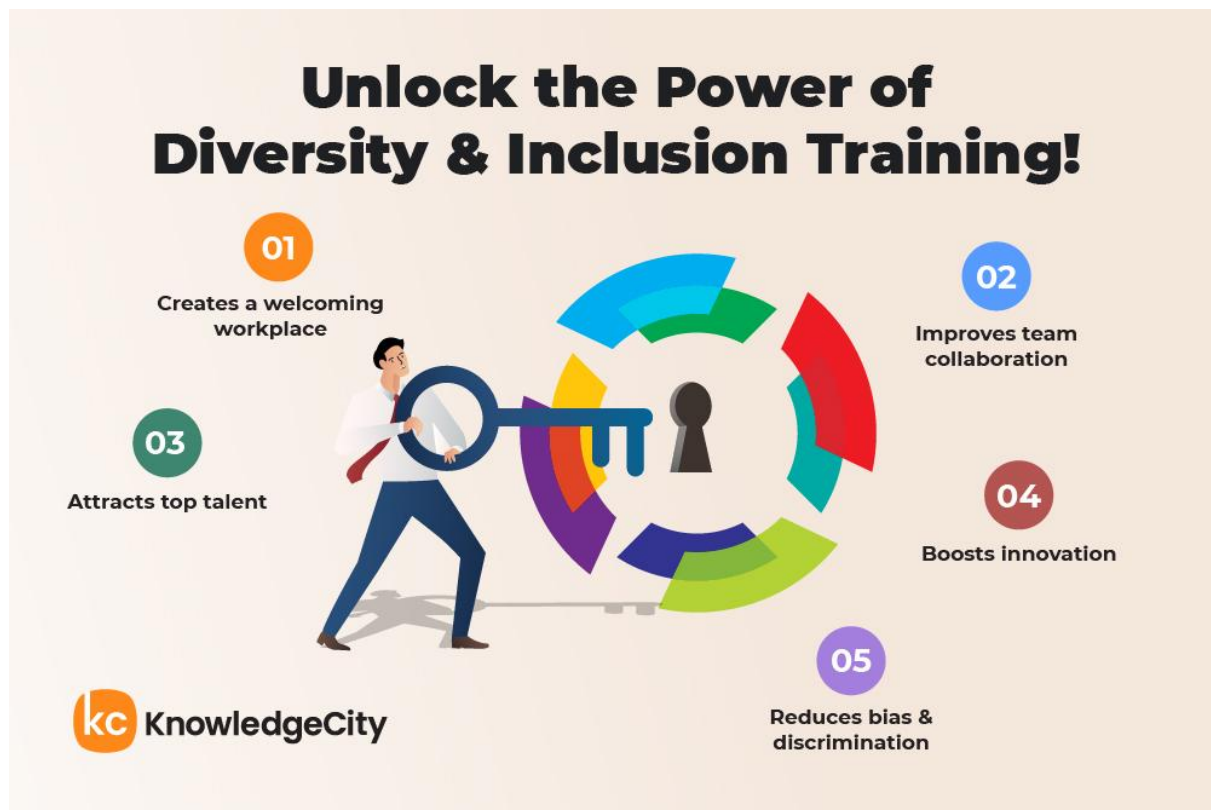 Unlock the Power of
Diversity & Inclusion Training!
01
Creates a welcoming
workplace
02
Improves team
collaboration
03
Attracts top talent
04
Boosts innovation
05
Reduces bias &
discrimination
kc KnowledgeCity